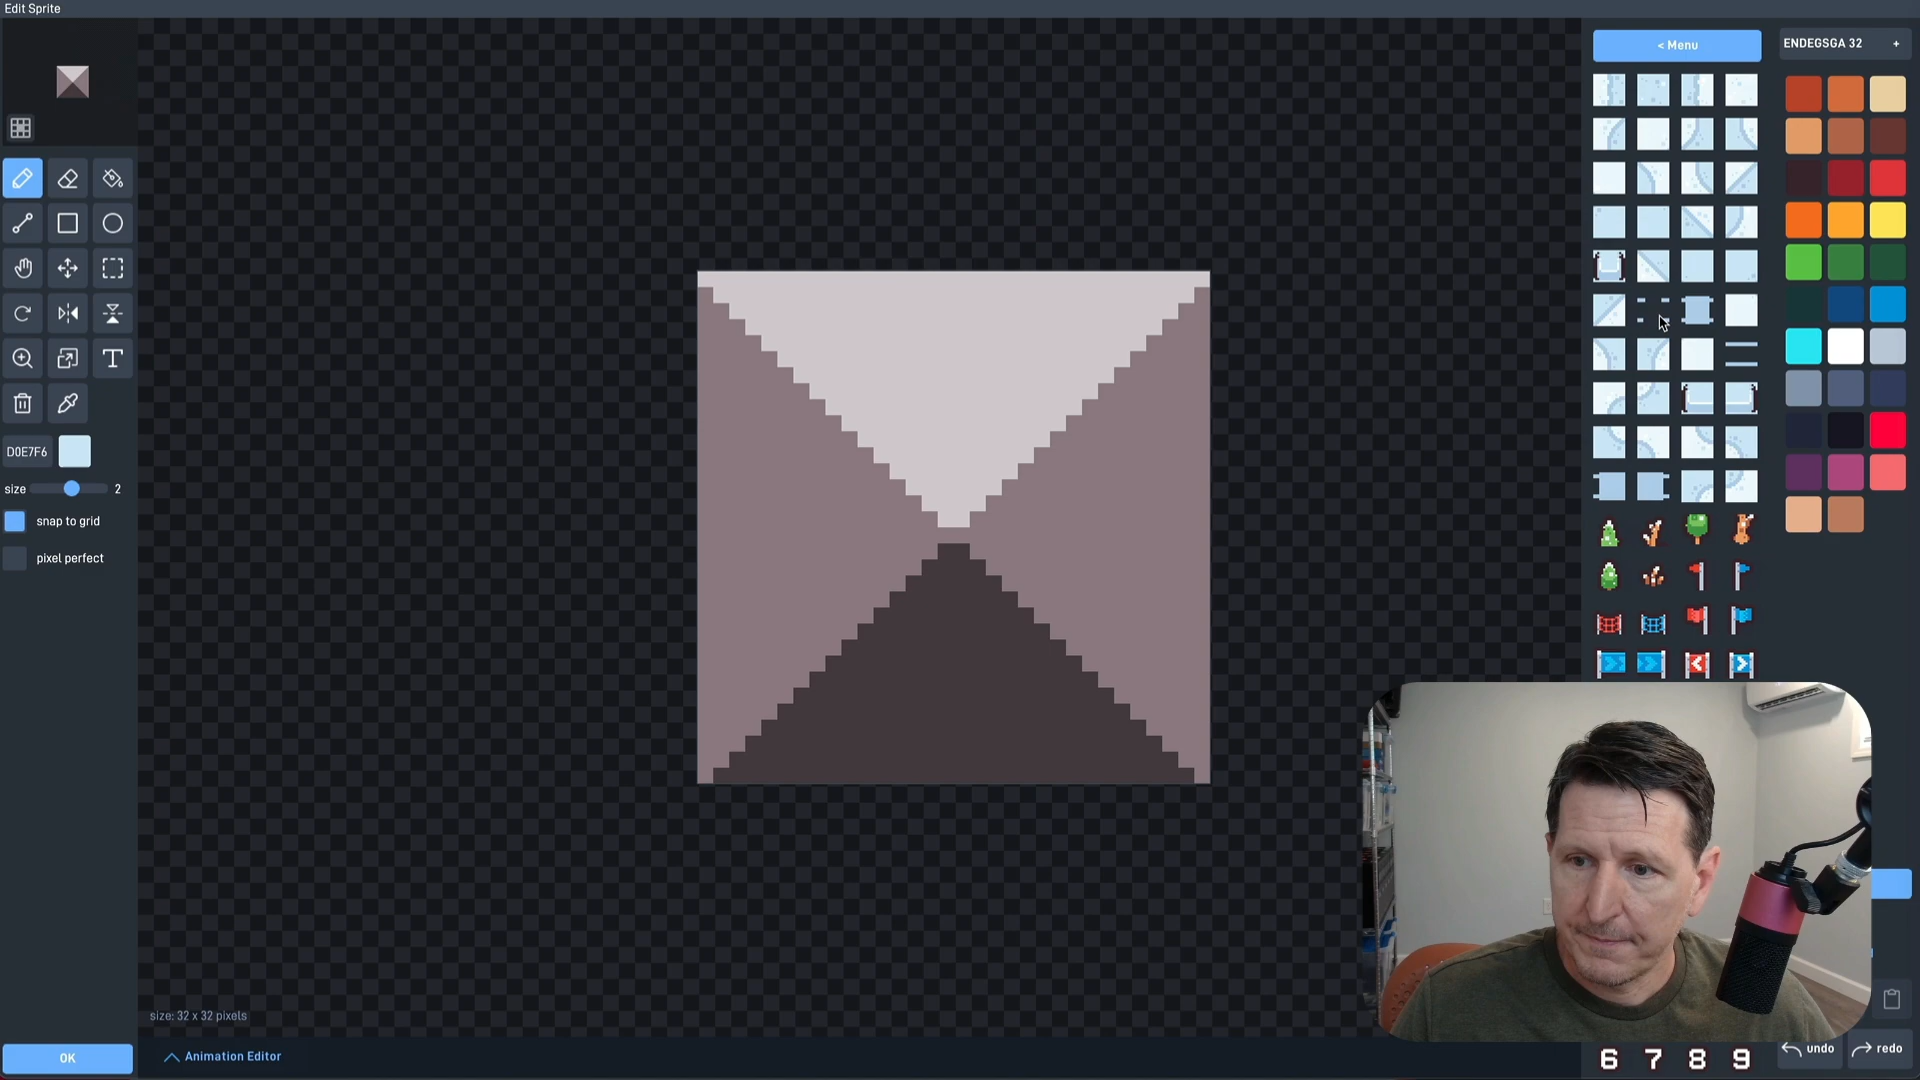 Edit Sprite
< Menu
ENDEGSGA 32 +
D0E7F6
size 2
snap to grid
pixel perfect
size: 32 x 32 pixels
OK
Animation Editor
6 7 8 9
undo
redo